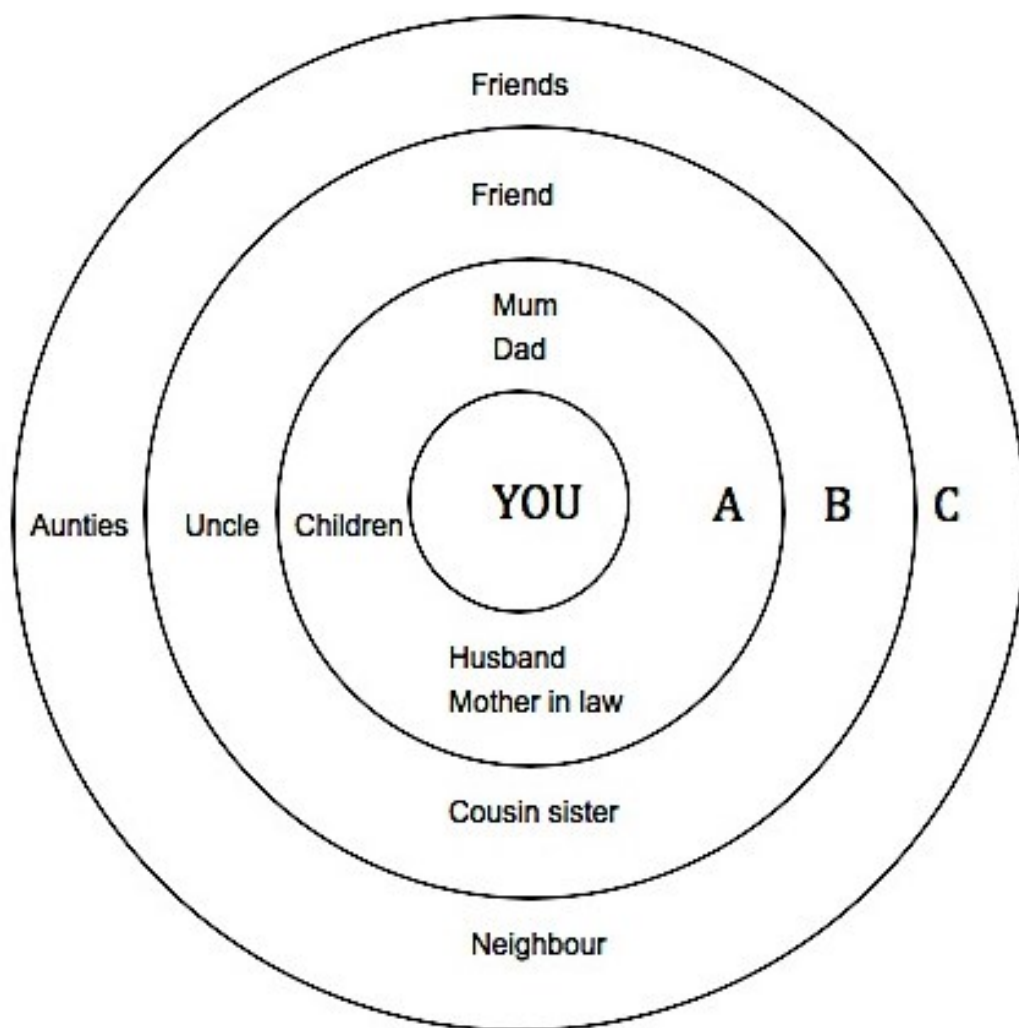 Friends
Friend
Mum
Dad
YOU
A
B
C
Aunties
Uncle
Children
Husband
Mother in law
Cousin sister
Neighbour